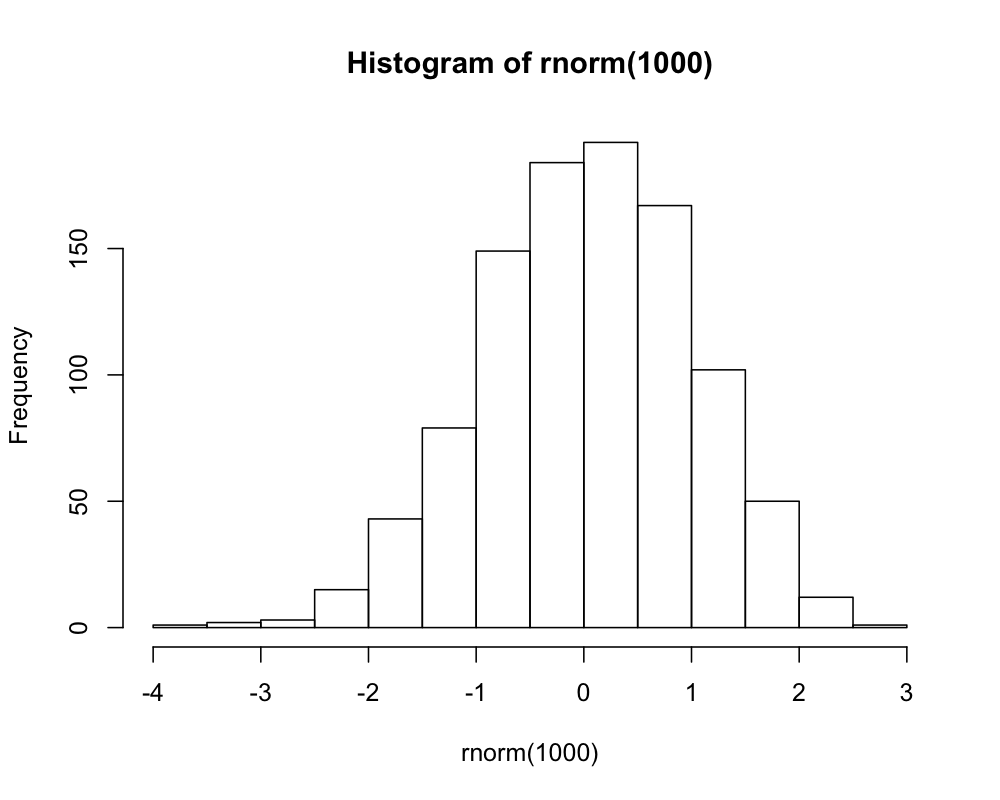 Histogram of rnorm(1000)
Frequency
150
100
50
0
-4 -3 -2 -1 0 1 2 3
rnorm(1000)